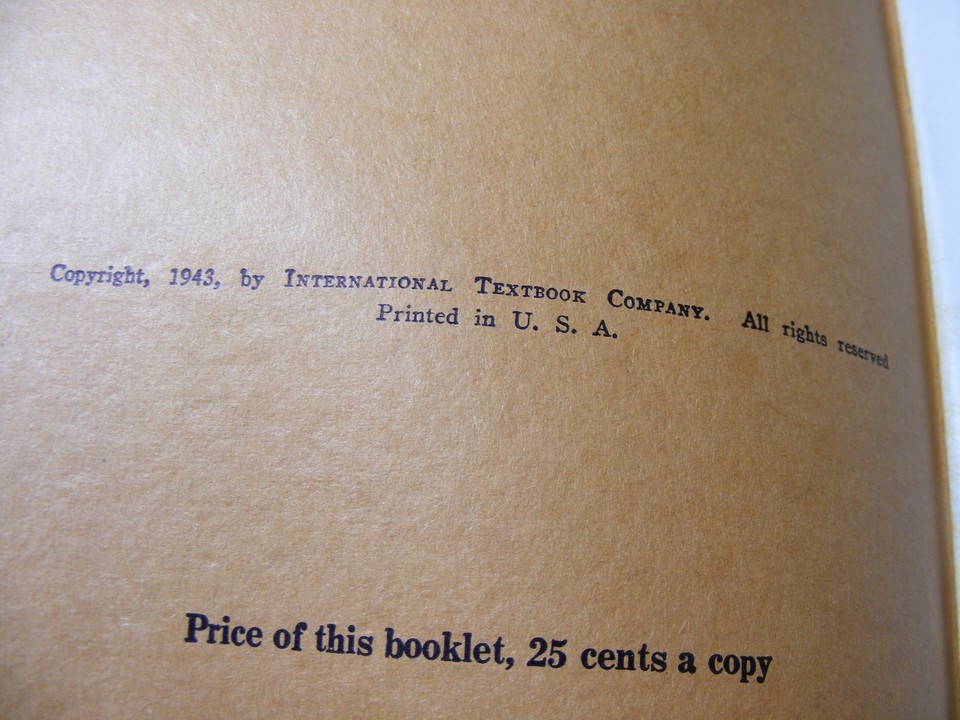 Copyright, 1943, by INTERNATIONAL TEXTBOOK COMPANY. All rights reserved
Printed in U. S. A.
Price of this booklet, 25 cents a copy